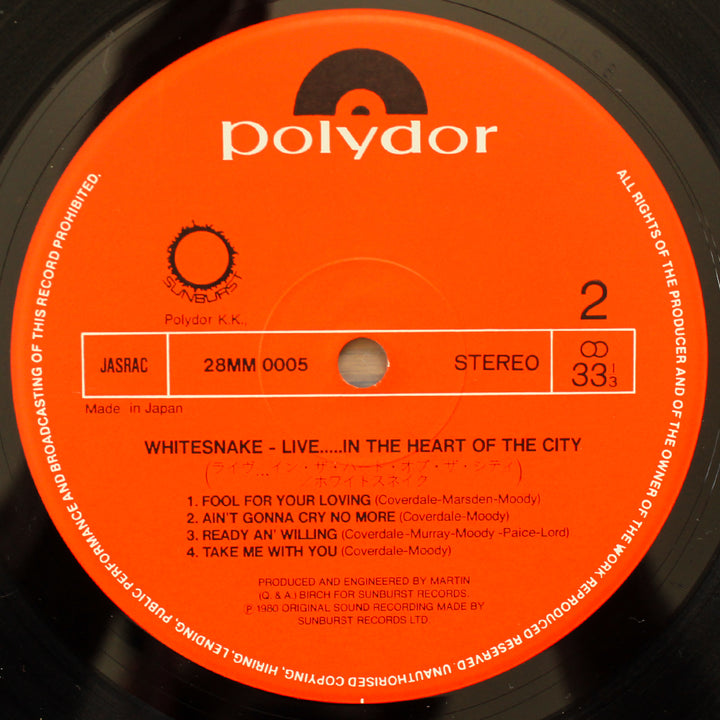 polydor
SUNBURST
Polydor K.K.,
2
JASRAC
28MM 0005
STEREO
33 1/3
Made in Japan
WHITESNAKE - LIVE.....IN THE HEART OF THE CITY
(ライヴ…イン・ザ・ハート・オブ・ザ・シティ)
/ホワイトスネイク
1. FOOL FOR YOUR LOVING (Coverdale-Marsden-Moody)
2. AIN'T GONNA CRY NO MORE (Coverdale-Moody)
3. READY AN' WILLING (Coverdale-Murray-Moody -Paice-Lord)
4. TAKE ME WITH YOU (Coverdale-Moody)
PRODUCED AND ENGINEERED BY MARTIN
(Q. & A.) BIRCH FOR SUNBURST RECORDS.
℗ 1980 ORIGINAL SOUND RECORDING MADE BY
SUNBURST RECORDS LTD.
ALL RIGHTS OF THE PRODUCER AND OF THE OWNER OF THE WORK REPRODUCED RESERVED. UNAUTHORISED COPYING, HIRING, LENDING, PUBLIC PERFORMANCE AND BROADCASTING OF THIS RECORD PROHIBITED.